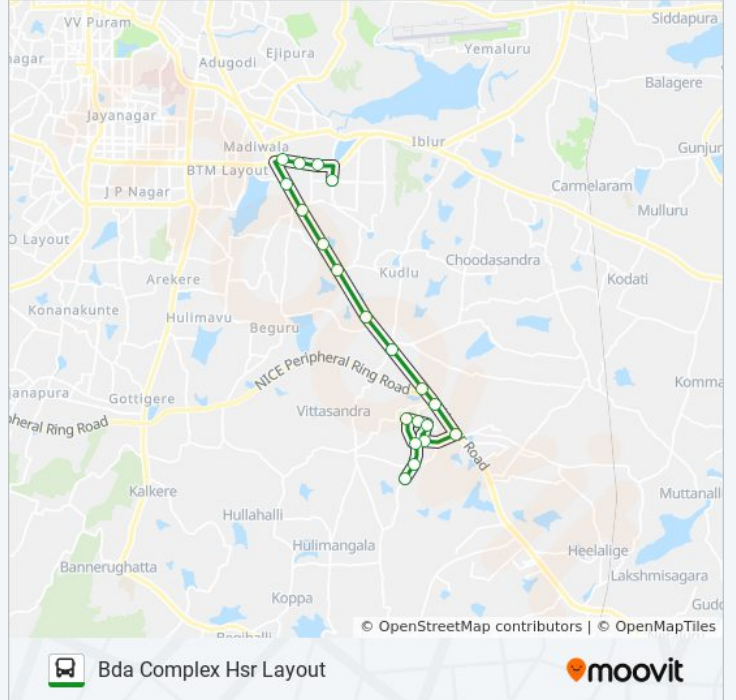 Siddapura
VV Puram
Yemaluru
nagar
Ejipura
Adugodi
Balagere
Jayanagar
Iblur
Madiwala
Gunjur
BTM Layout
Carmelaram
J P Nagar
Mulluru
O Layout
Choodasandra
Kudlu
Arekere
Kodati
Konanakunte
Hulimavu
Beguru
NICE Peripheral Ring Road
Komma
janapura
Gottigere
Vittasandra
pheral Ring Road
Road
Kalkere
Muttanall
Hullahalli
Hulimangala
Heelalige
Bannerughatta
Lakshmisagara
Koppa
Gudo
© OpenStreetMap contributors | © OpenMapTiles
Bda Complex Hsr Layout
moovit